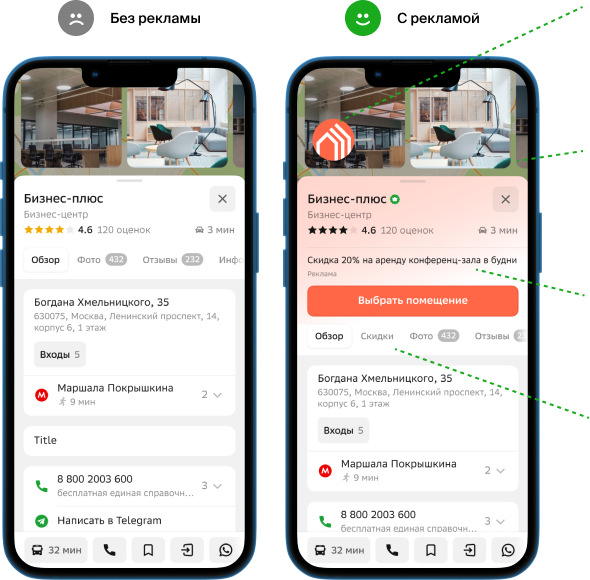 Без рекламы
Бизнес-плюс
Бизнес-центр
4.6 120 оценок
3 мин
Обзор Фото 432 Отзывы 232 Инфо
Богдана Хмельницкого, 35
630075, Москва, Ленинский проспект, 14,
корпус 6, 1 этаж
Входы 5
М Маршала Покрышкина 2
9 мин
Title
8 800 2003 600 3
бесплатная единая справочн...
Написать в Telegram
32 мин
С рекламой
Бизнес-плюс
Бизнес-центр
4.6 120 оценок
3 мин
Скидка 20% на аренду конференц-зала в будни
Реклама
Выбрать помещение
Обзор Скидки Фото 432 Отзывы
Богдана Хмельницкого, 35
630075, Москва, Ленинский проспект, 14,
корпус 6, 1 этаж
Входы 5
М Маршала Покрышкина 2
9 мин
8 800 2003 600 3
бесплатная единая справочн...
32 мин